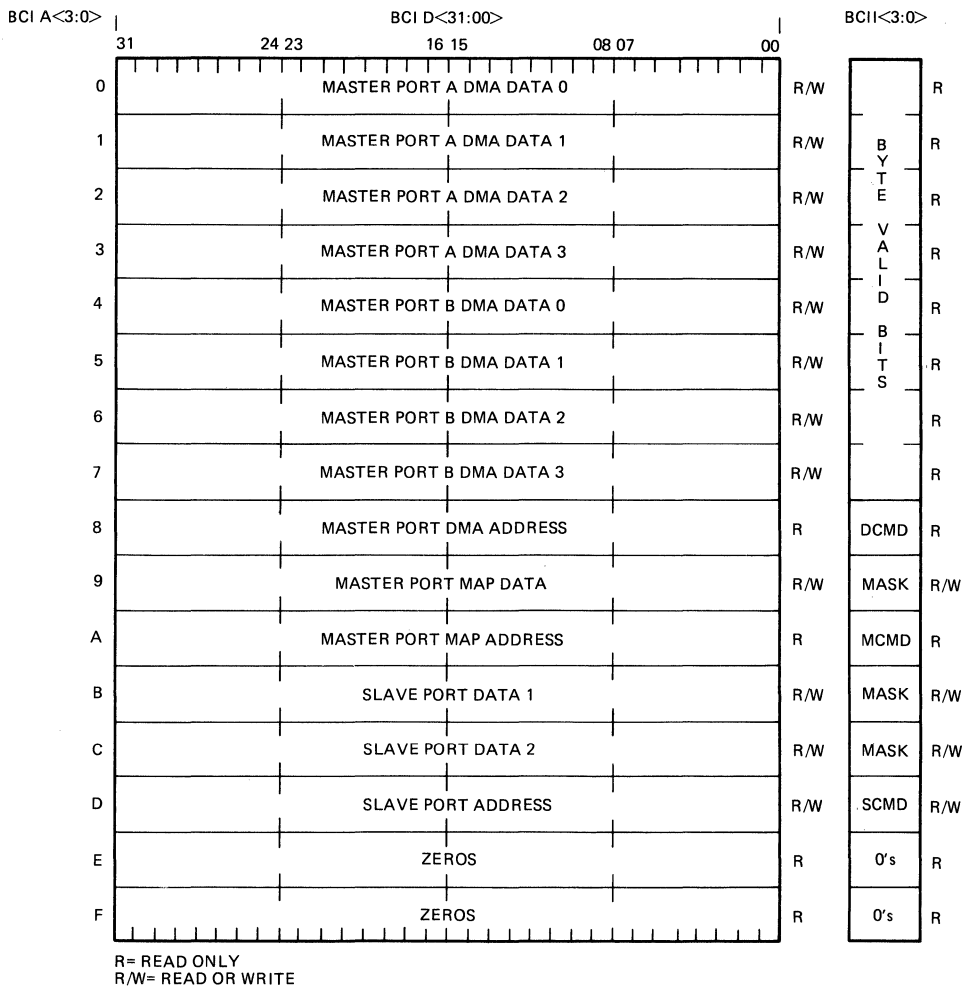 BCI A<3:0> BCI D<31:00> BCI I<3:0>
31 24 23 16 15 08 07 00
0 MASTER PORT A DMA DATA 0 R/W R
1 MASTER PORT A DMA DATA 1 R/W R
2 MASTER PORT A DMA DATA 2 R/W R
3 MASTER PORT A DMA DATA 3 R/W R
4 MASTER PORT B DMA DATA 0 R/W R
5 MASTER PORT B DMA DATA 1 R/W R
6 MASTER PORT B DMA DATA 2 R/W R
7 MASTER PORT B DMA DATA 3 R/W R
BYTE VALID BITS
8 MASTER PORT DMA ADDRESS R DCMD R
9 MASTER PORT MAP DATA R/W MASK R/W
A MASTER PORT MAP ADDRESS R MCMD R
B SLAVE PORT DATA 1 R/W MASK R/W
C SLAVE PORT DATA 2 R/W MASK R/W
D SLAVE PORT ADDRESS R/W SCMD R/W
E ZEROS R 0's R
F ZEROS R 0's R
R= READ ONLY
R/W= READ OR WRITE